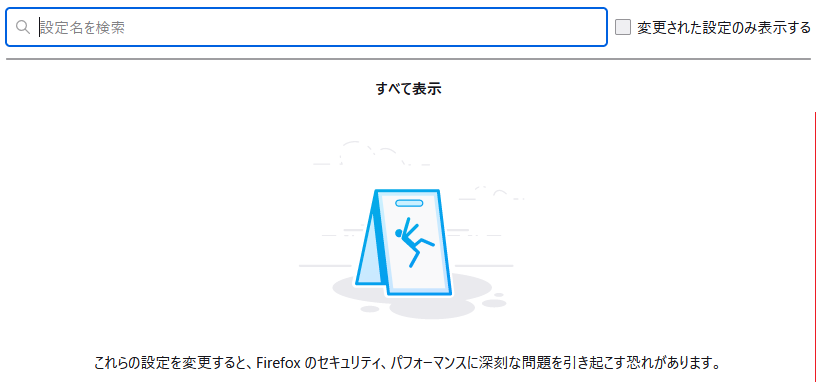 設定名を検索
変更された設定のみ表示する
すべて表示
これらの設定を変更すると、Firefox のセキュリティ、パフォーマンスに深刻な問題を引き起こす恐れがあります。